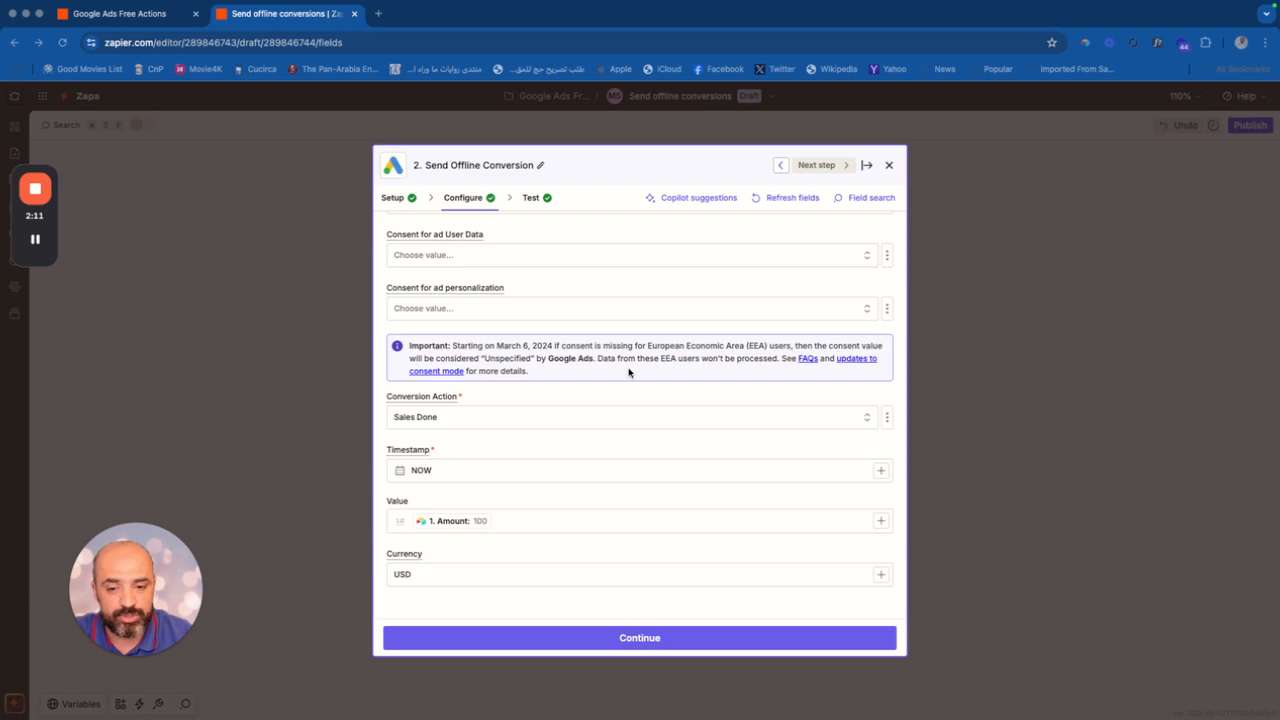 Google Ads Free Actions
Send offline conversions | Za
zapier.com/editor/289846743/draft/289846744/fields
44
Good Movies List
CnP
Movie4K
Cucirca
The Pan-Arabia En...
منتدى روايات ما وراء ا...
طلب لصريح حج للمق...
Apple
iCloud
Facebook
Twitter
Wikipedia
Yahoo
News
Popular
Imported From Sa...
All Bookmarks
Zaps
Google Ads Fr... /
MS
Send offline conversions
Draft
110%
Help
Search
Undo
Publish
2:11
2. Send Offline Conversion
Next step
Setup
Configure
Test
Copilot suggestions
Refresh fields
Field search
Consent for ad User Data
Choose value...
Consent for ad personalization
Choose value...
Important: Starting on March 6, 2024 if consent is missing for European Economic Area (EEA) users, then the consent value
will be considered "Unspecified" by Google Ads. Data from these EEA users won't be processed. See FAQs and updates to
consent mode for more details.
Conversion Action*
Sales Done
Timestamp*
NOW
Value
1. Amount: 100
Currency
USD
Continue
Variables